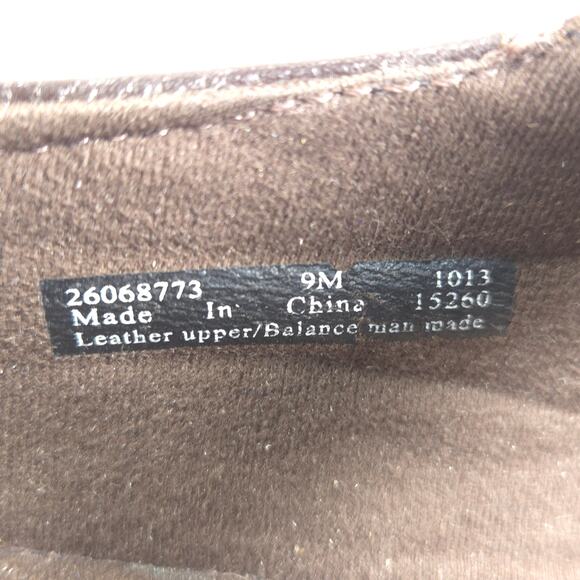 26068773 9M 1013
Made In China 15260
Leather upper/Balance man made